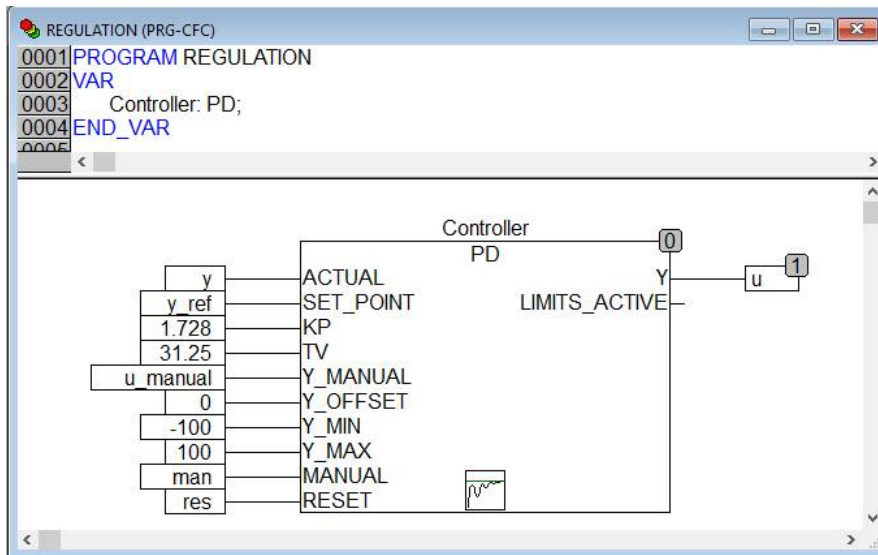 REGULATION (PRG-CFC)
0001 PROGRAM REGULATION
0002 VAR
0003 Controller: PD;
0004 END_VAR
0005
Controller
0
PD
1
y ACTUAL Y u
y_ref SET_POINT LIMITS_ACTIVE
1.728 KP
31.25 TV
u_manual Y_MANUAL
0 Y_OFFSET
-100 Y_MIN
100 Y_MAX
man MANUAL
res RESET